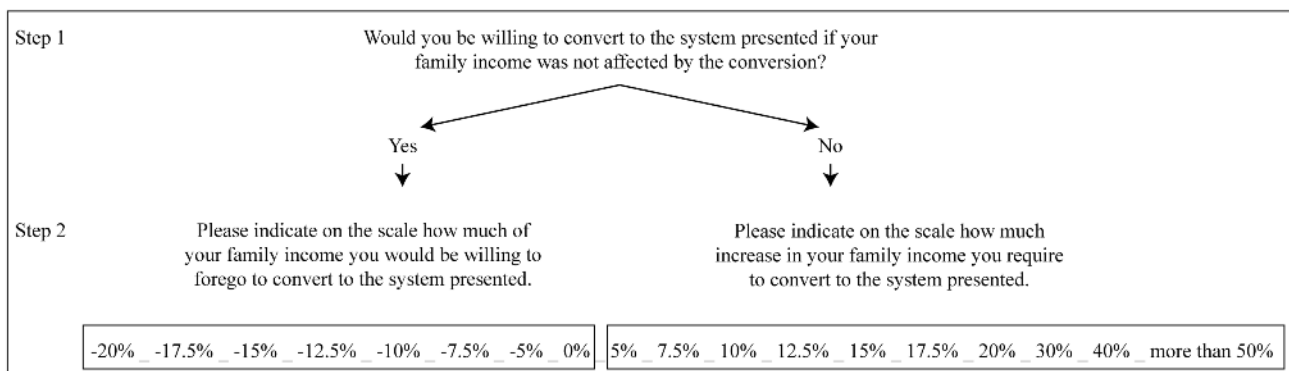 Step 1
Would you be willing to convert to the system presented if your
family income was not affected by the conversion?
Yes
No
Step 2
Please indicate on the scale how much of
your family income you would be willing to
forego to convert to the system presented.
Please indicate on the scale how much
increase in your family income you require
to convert to the system presented.
-20% _ -17.5% _ -15% _ -12.5% _ -10% _ -7.5% _ -5% _ 0% _ 5% _ 7.5% _ 10% _ 12.5% _ 15% _ 17.5% _ 20% _ 30% _ 40% _ more than 50%